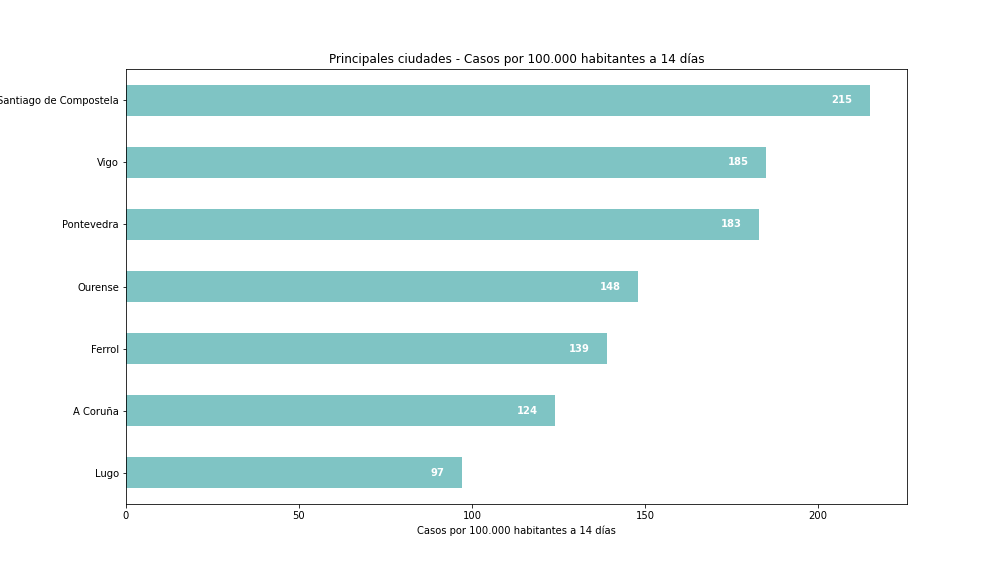 Principales ciudades - Casos por 100.000 habitantes a 14 días
Santiago de Compostela 215
Vigo 185
Pontevedra 183
Ourense 148
Ferrol 139
A Coruña 124
Lugo 97
0 50 100 150 200
Casos por 100.000 habitantes a 14 días